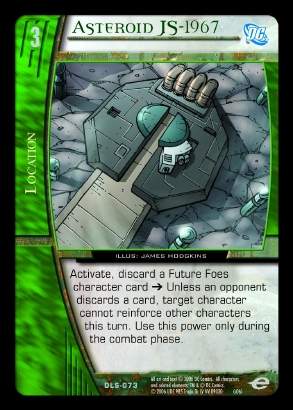 3
ASTEROID JS-1967
DC
LOCATION
ILLUS: JAMES HODGKINS
Activate, discard a Future Foes
character card ➔ Unless an opponent
discards a card, target character
cannot reinforce other characters
this turn. Use this power only during
the combat phase.
DLS-073